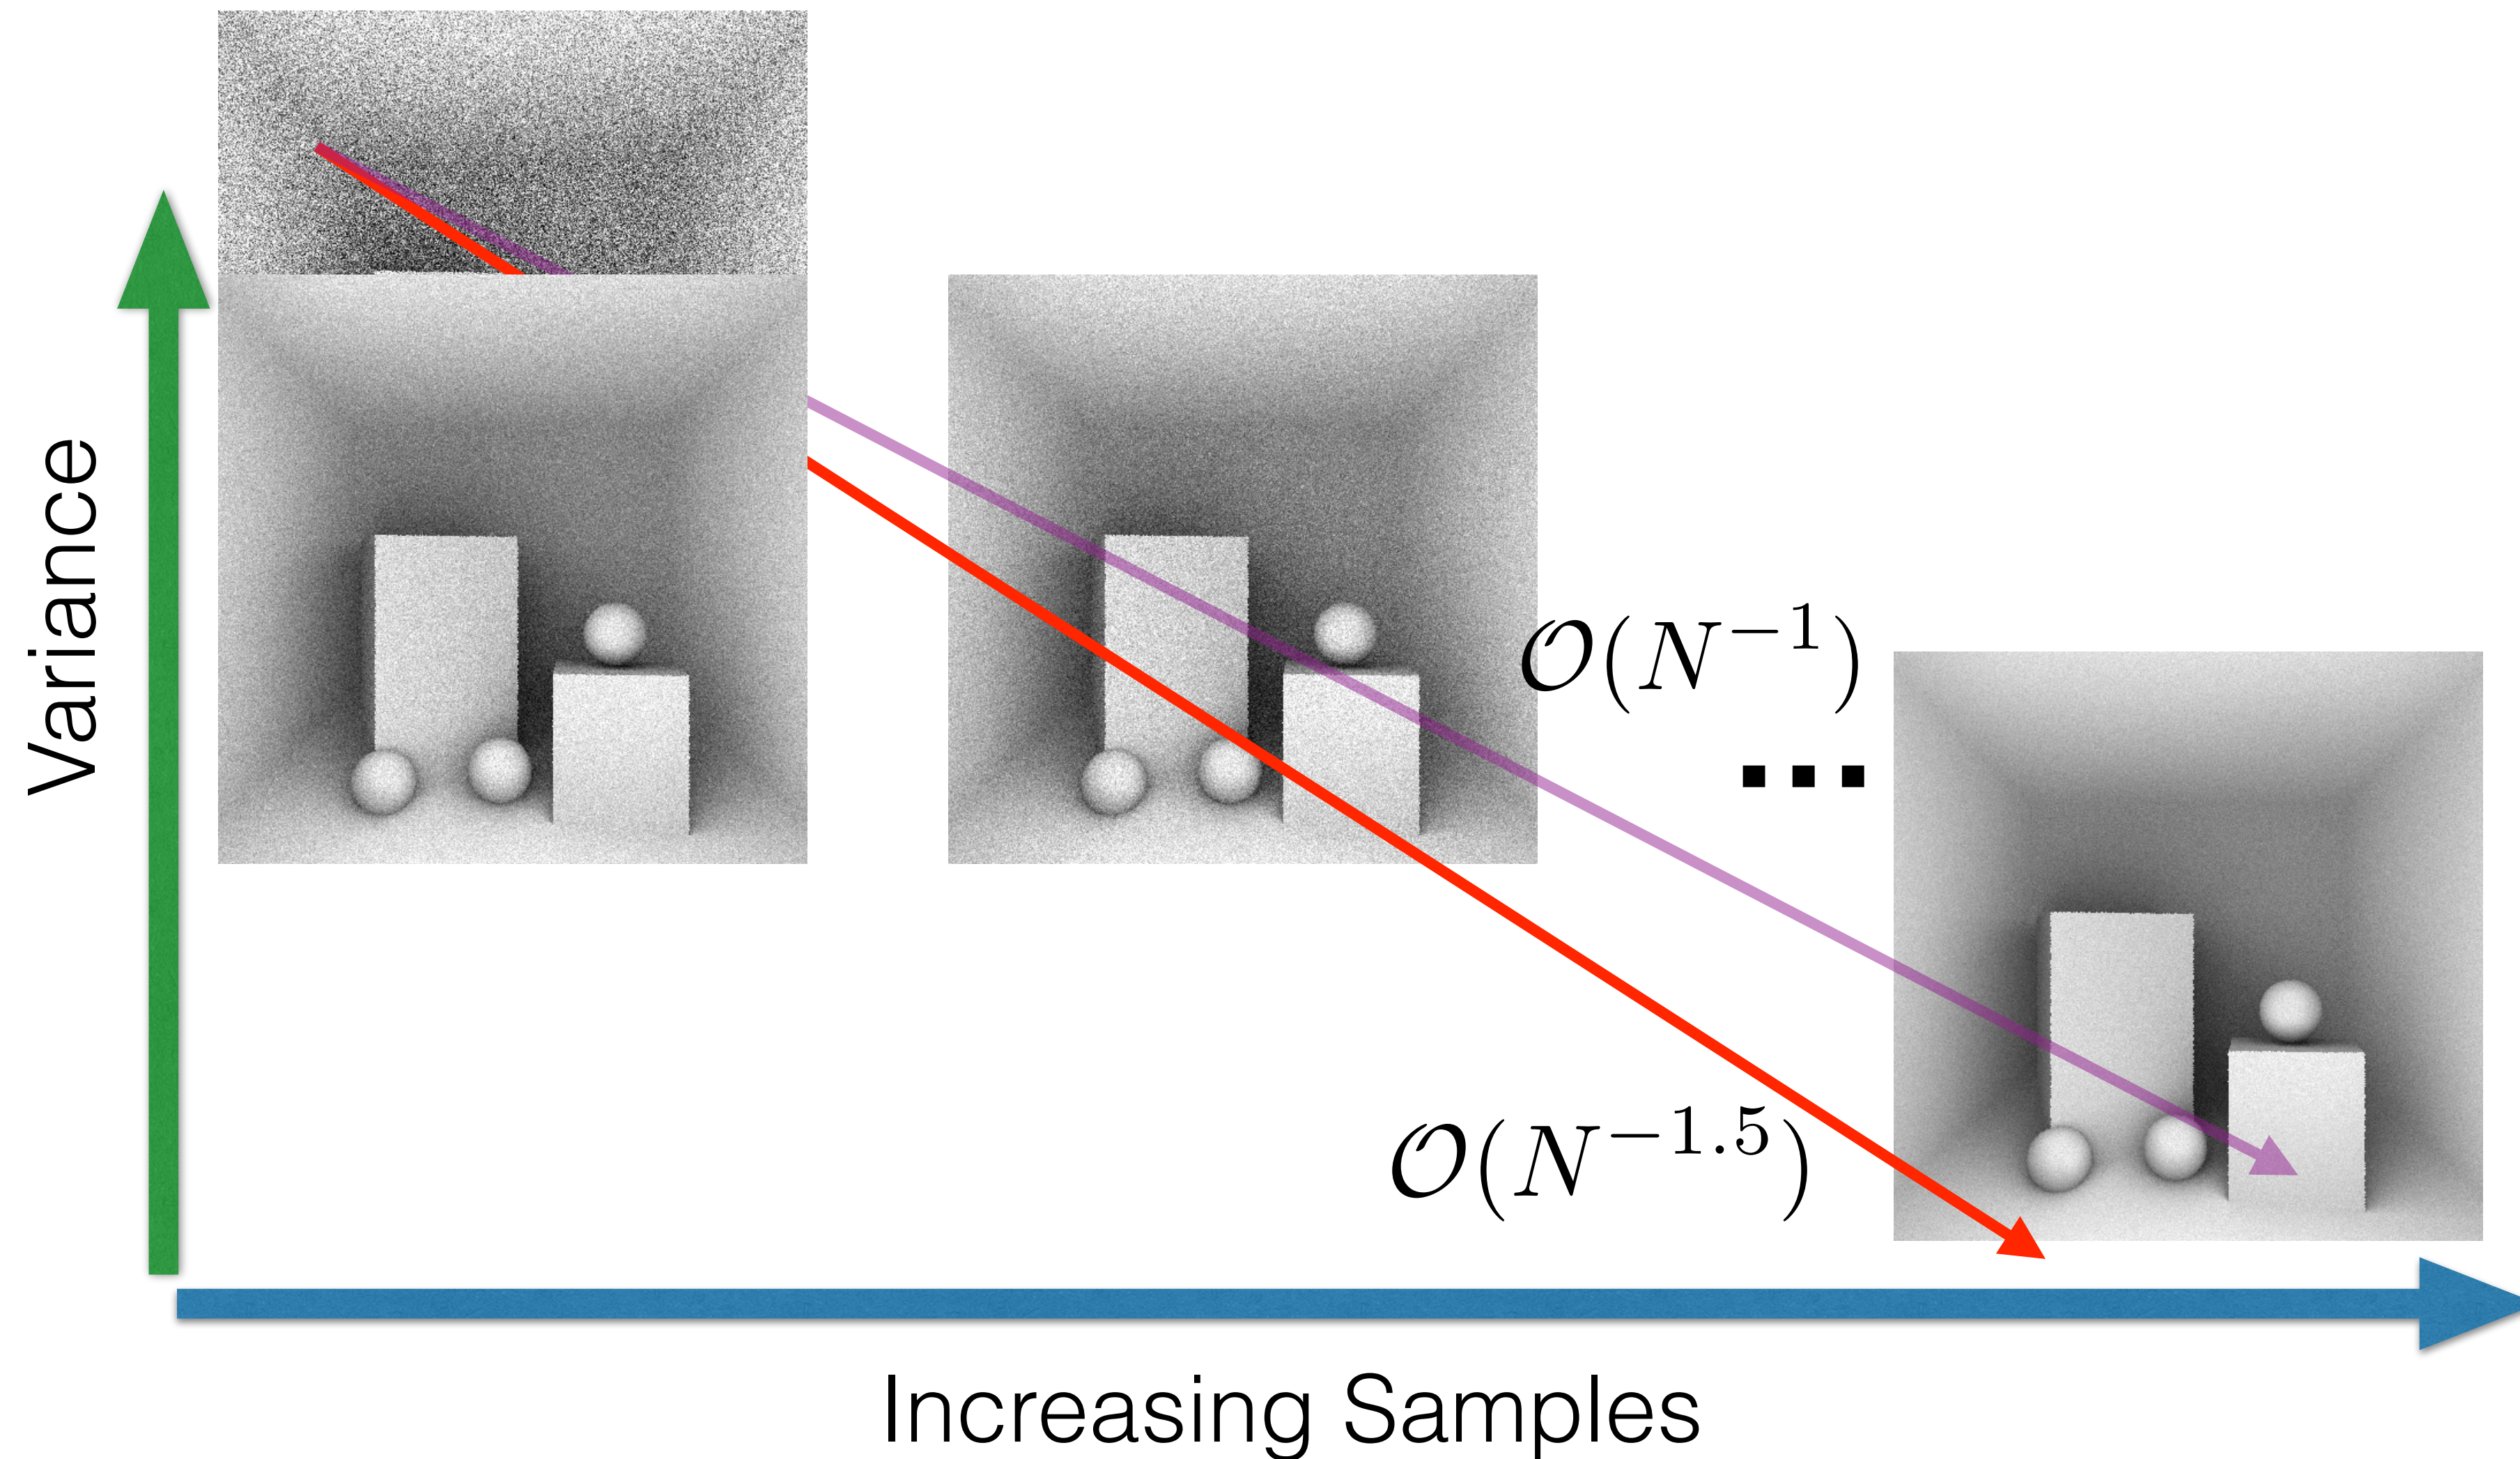 Variance
𝒪(N⁻¹)
...
𝒪(N⁻¹·⁵)
Increasing Samples